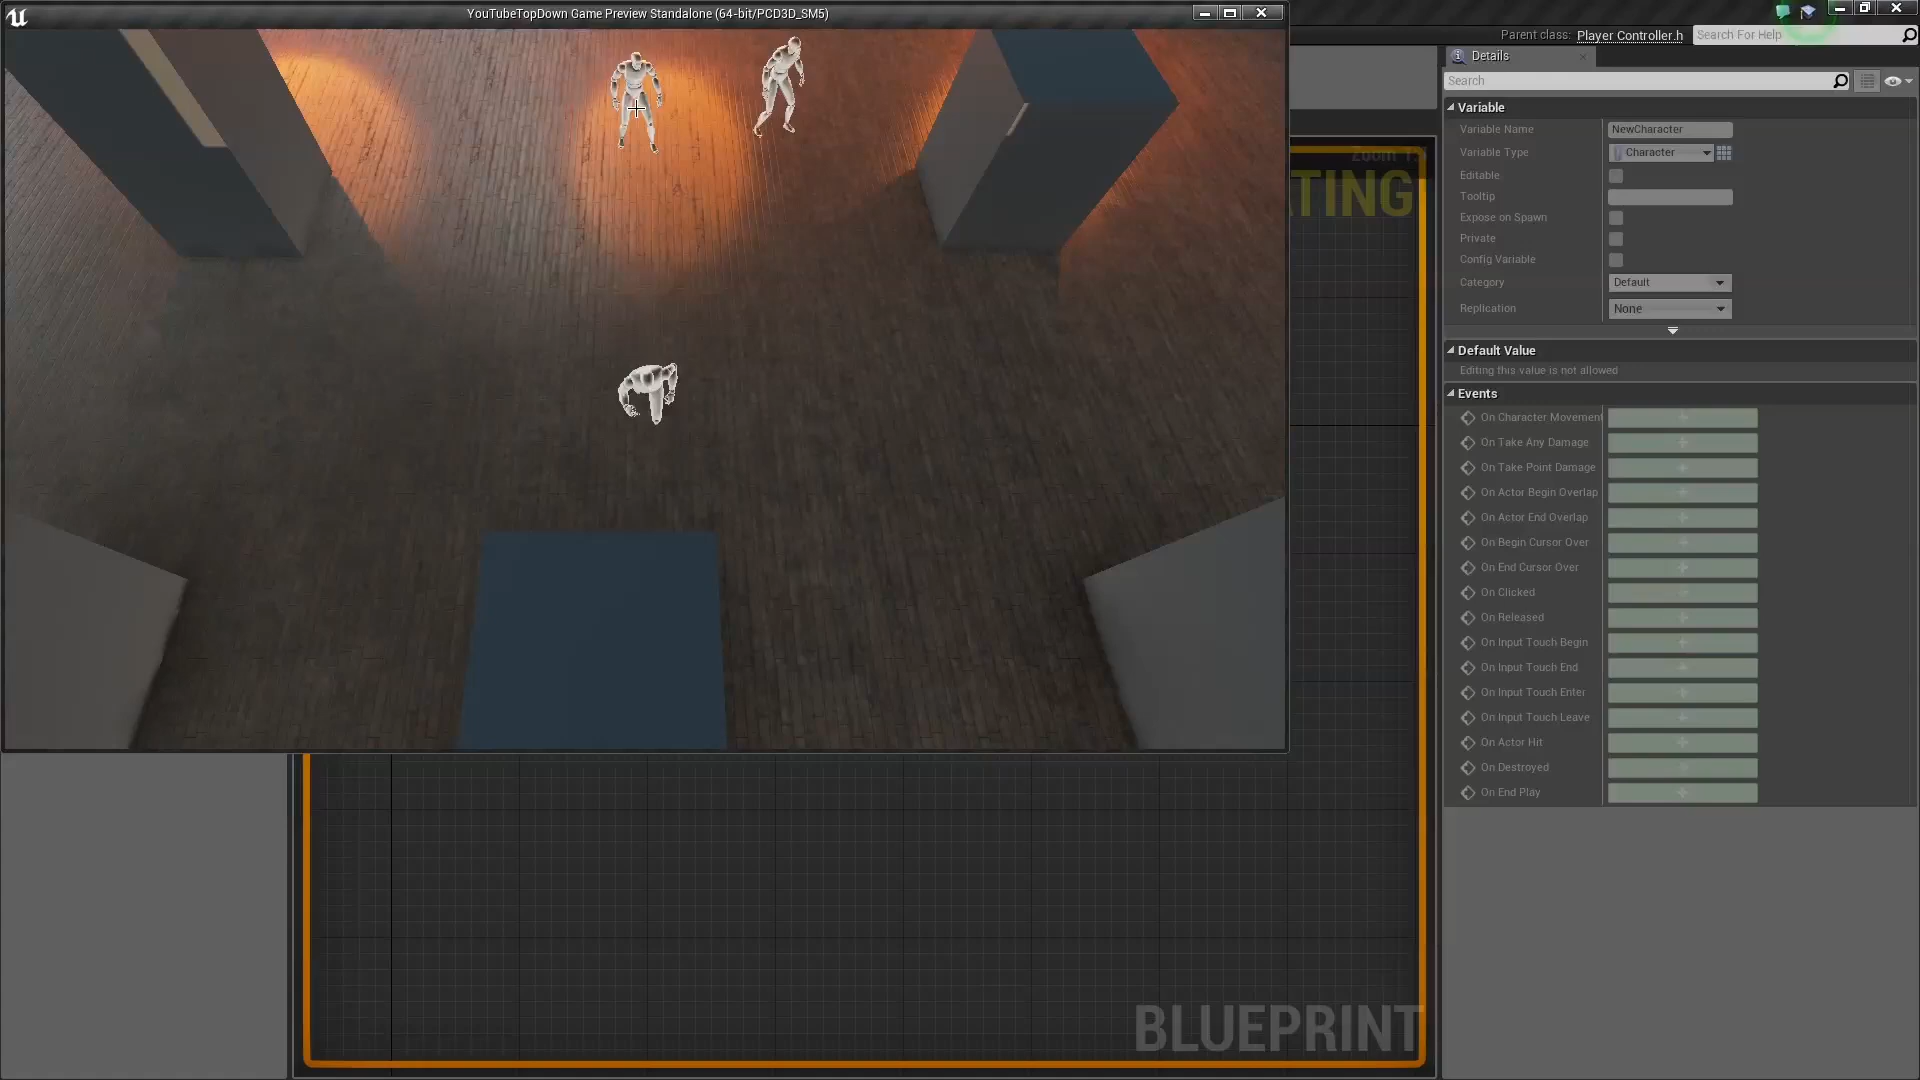 YouTubeTopDown Game Preview Standalone (64-bit/PCD3D_SM5)
Parent class: Player Controller.h
Search For Help
Details
Search
Variable
Variable Name
NewCharacter
Variable Type
Character
Editable
Tooltip
Expose on Spawn
Private
Config Variable
Category
Default
Replication
None
Default Value
Editing this value is not allowed
Events
On Character Movement
On Take Any Damage
On Take Point Damage
On Actor Begin Overlap
On Actor End Overlap
On Begin Cursor Over
On End Cursor Over
On Clicked
On Released
On Input Touch Begin
On Input Touch End
On Input Touch Enter
On Input Touch Leave
On Actor Hit
On Destroyed
On End Play
Zoom
TING
BLUEPRINT